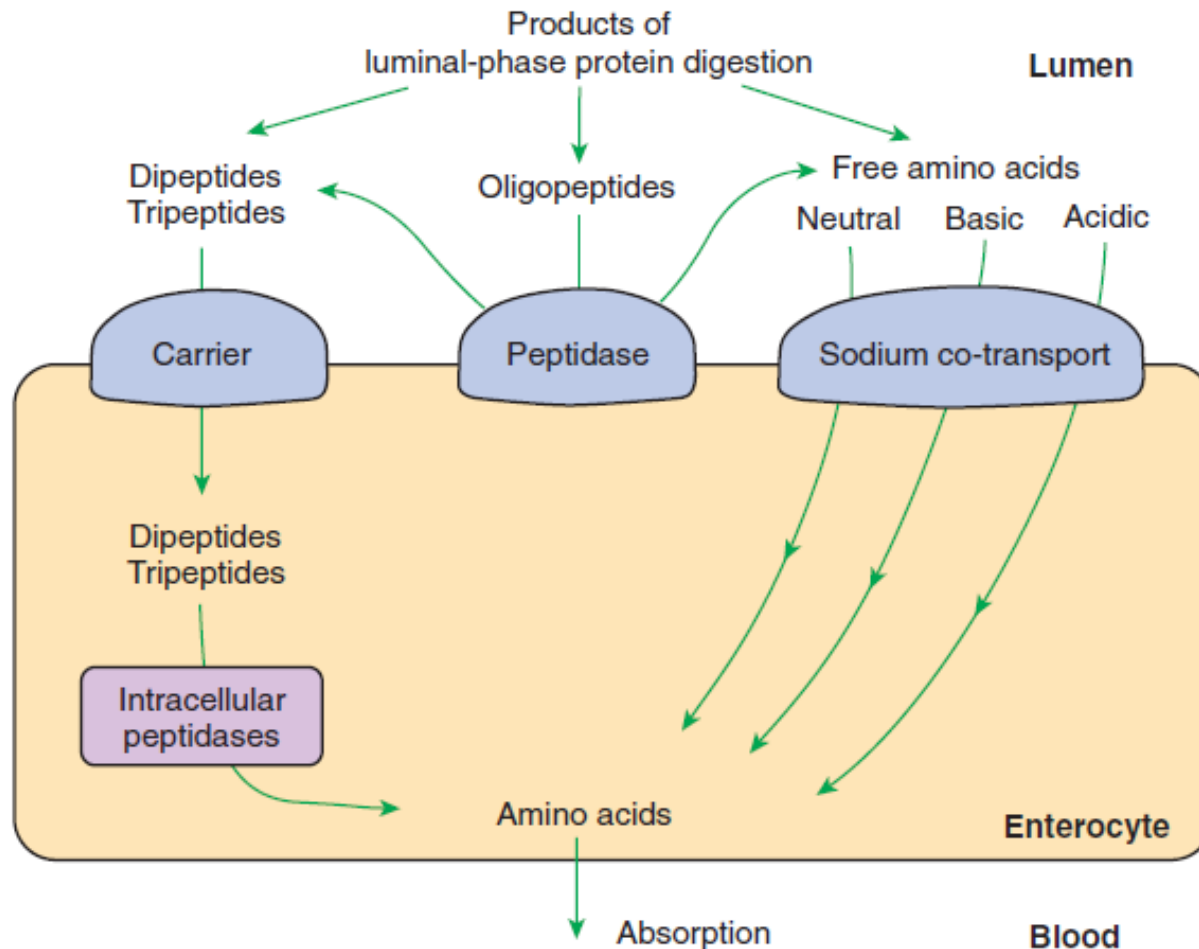 Products of
luminal-phase protein digestion
Lumen
Dipeptides
Tripeptides
Oligopeptides
Free amino acids
Neutral
Basic
Acidic
Carrier
Peptidase
Sodium co-transport
Dipeptides
Tripeptides
Intracellular
peptidases
Amino acids
Enterocyte
Absorption
Blood